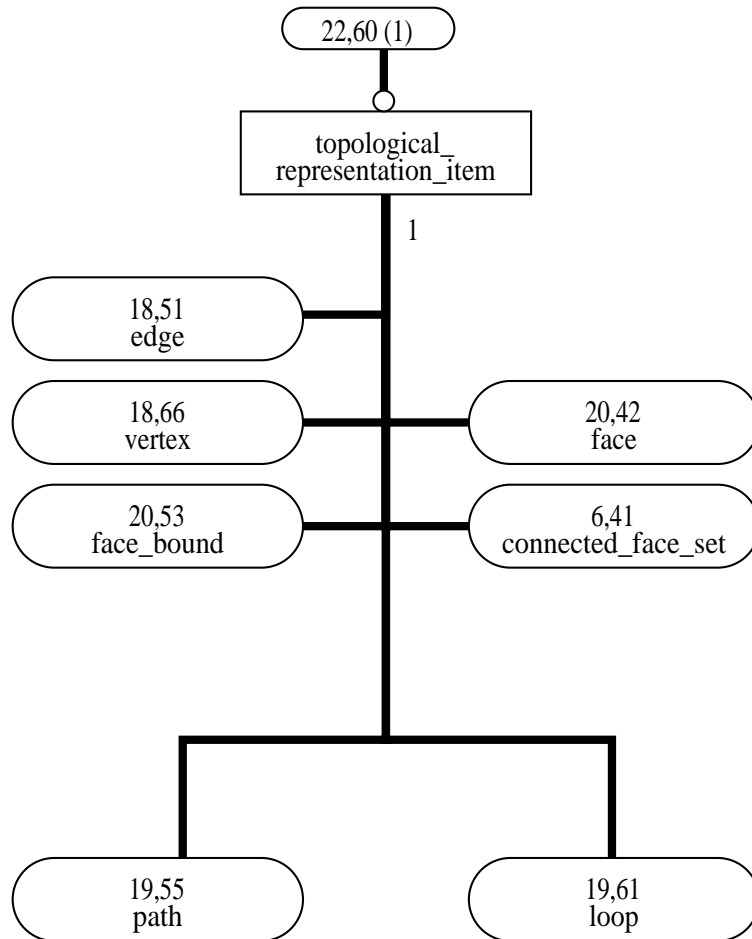 22,60 (1)
topological_
representation_item
1
18,51
edge
18,66
vertex
20,42
face
20,53
face_bound
6,41
connected_face_set
19,55
path
19,61
loop